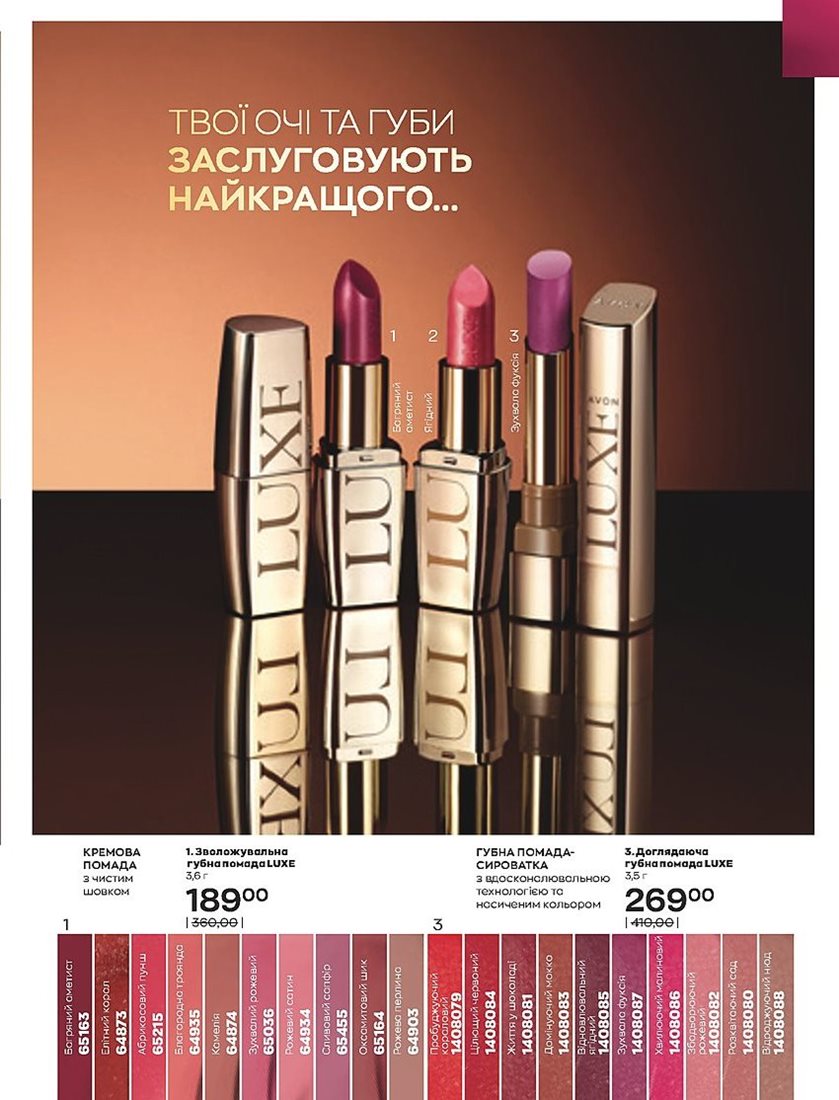 ТВОЇ ОЧІ ТА ГУБИ
ЗАСЛУГОВУЮТЬ
НАЙКРАЩОГО...
1
Багряний
аметист
2
Ягідний
3
Зухвала фуксія
LUXE
LU
LU
AVON
LUXE
КРЕМОВА
ПОМАДА
з чистим
шовком
1. Зволожувальна
губна помада LUXE
3,6 г
189,00
|360,00|
ГУБНА ПОМАДА-
СИРОВАТКА
з вдосконалювальною
технологією та
насиченим кольором
3. Доглядаюча
губна помада LUXE
3,5 г
269,00
|410,00|
1
Багряний аметист
65163
Елітний корал
64873
Абрикосовий пунш
65215
Благородна троянда
64935
Камелія
64874
Зухвалий рожевий
65036
Рожевий сатин
64934
Сливовий сапфір
65455
Оксамитовий шик
65164
Рожева перлина
64903
3
Пробуджуючий
кораловий
1408079
Цілющий червоний
1408084
Життя у шоколаді
1408081
Домінуючий мокко
1408083
Відновлювальний
ягідний
1408085
Зухвала фуксія
1408087
Хвилюючий малиновий
1408086
Збадьорюючий
рожевий
1408082
Розквітаючий сад
1408080
Відроджуючий нюд
1408088